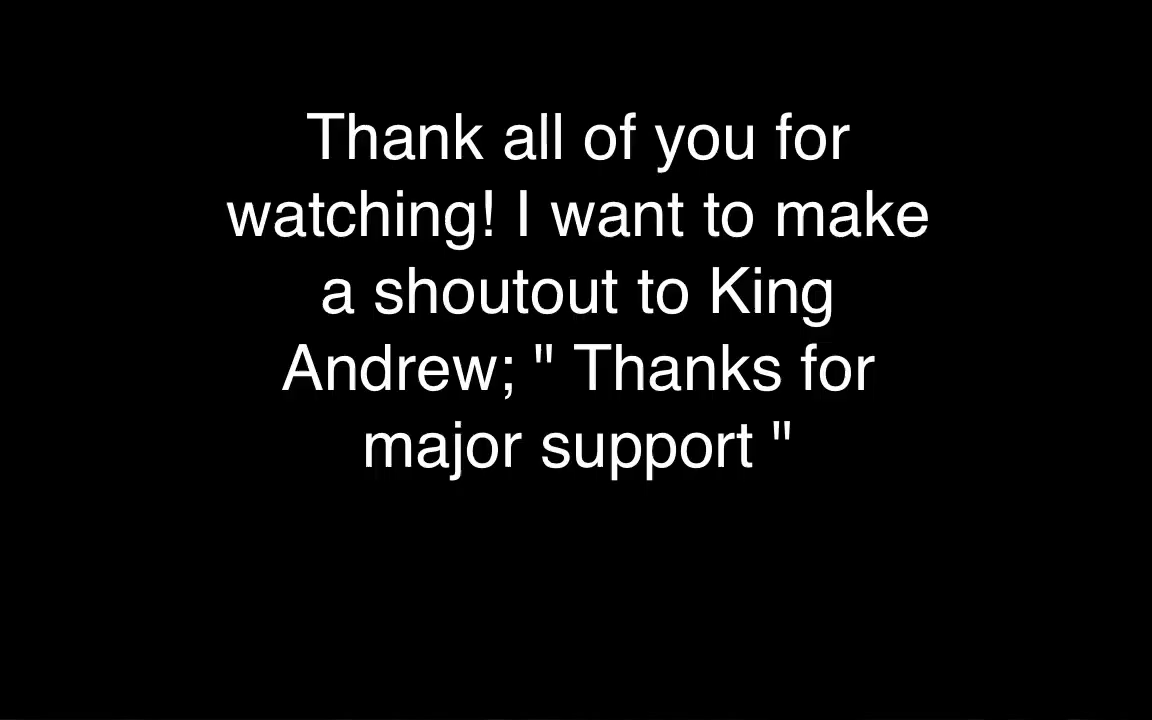 Thank all of you for
watching! I want to make
a shoutout to King
Andrew; " Thanks for
major support "